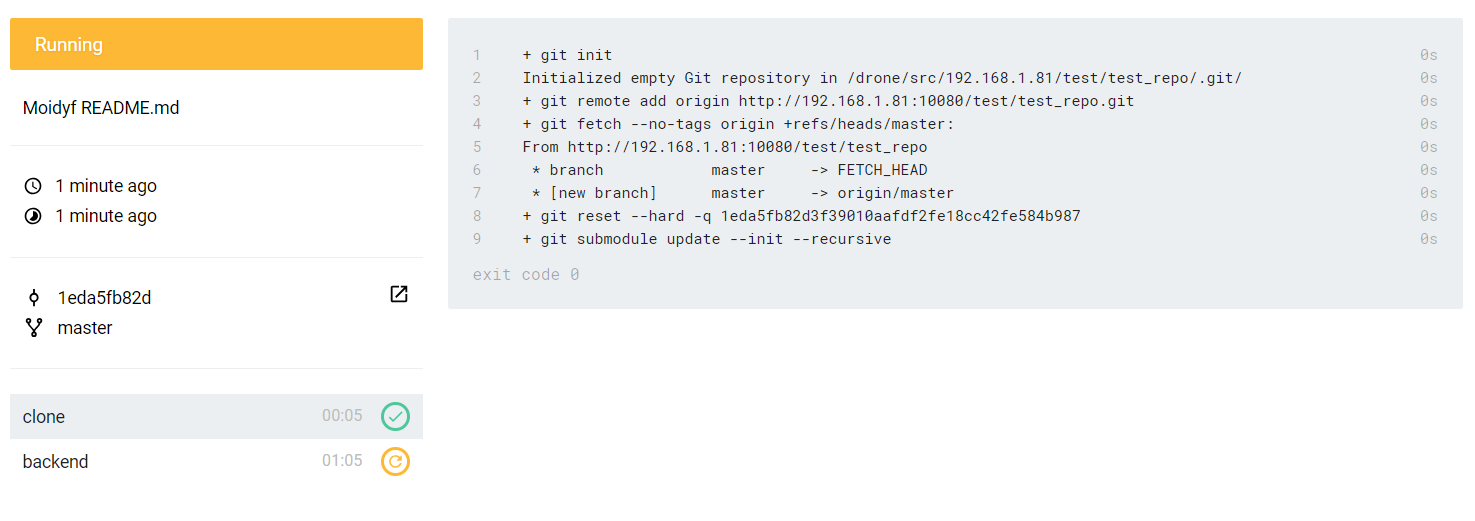 Running
Moidyf README.md
1 minute ago
1 minute ago
1eda5fb82d
master
clone 00:05
backend 01:05
1 + git init 0s
2 Initialized empty Git repository in /drone/src/192.168.1.81/test/test_repo/.git/ 0s
3 + git remote add origin http://192.168.1.81:10080/test/test_repo.git 0s
4 + git fetch --no-tags origin +refs/heads/master: 0s
5 From http://192.168.1.81:10080/test/test_repo 0s
6 * branch master -> FETCH_HEAD 0s
7 * [new branch] master -> origin/master 0s
8 + git reset --hard -q 1eda5fb82d3f39010aafdf2fe18cc42fe584b987 0s
9 + git submodule update --init --recursive 0s
exit code 0